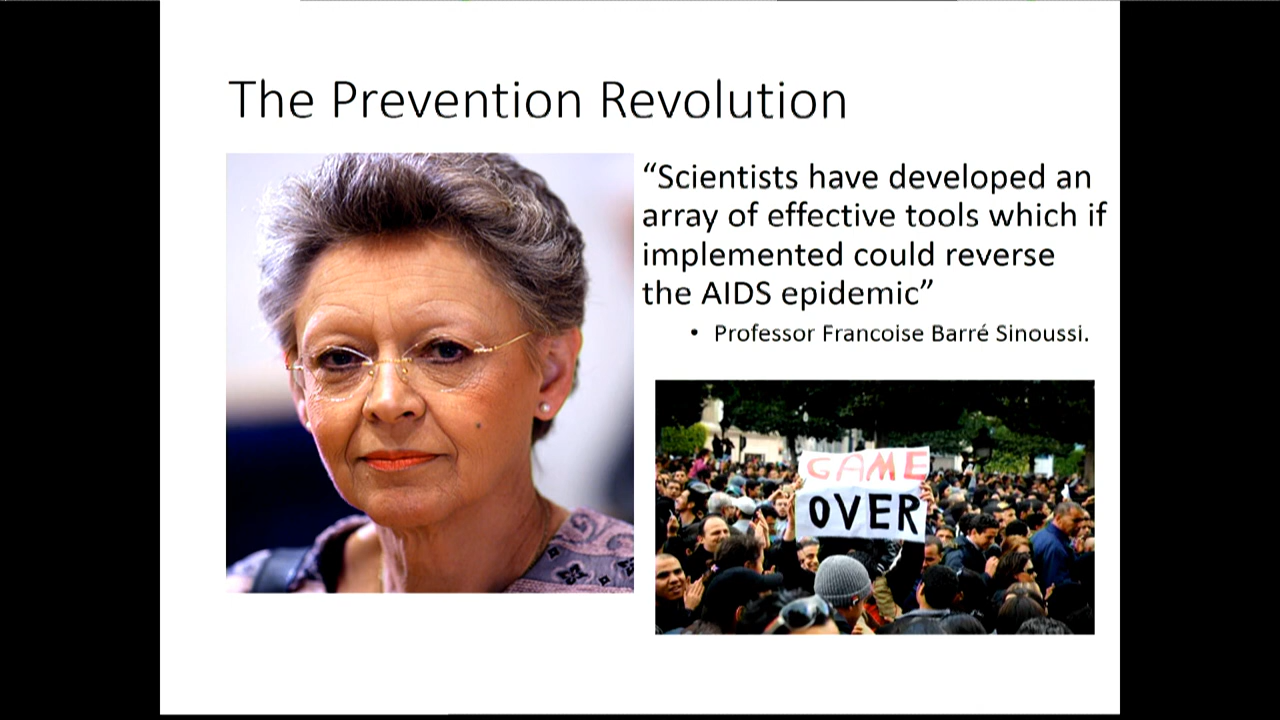 The Prevention Revolution
“Scientists have developed an
array of effective tools which if
implemented could reverse
the AIDS epidemic”
• Professor Francoise Barré Sinoussi.
GAME
OVER